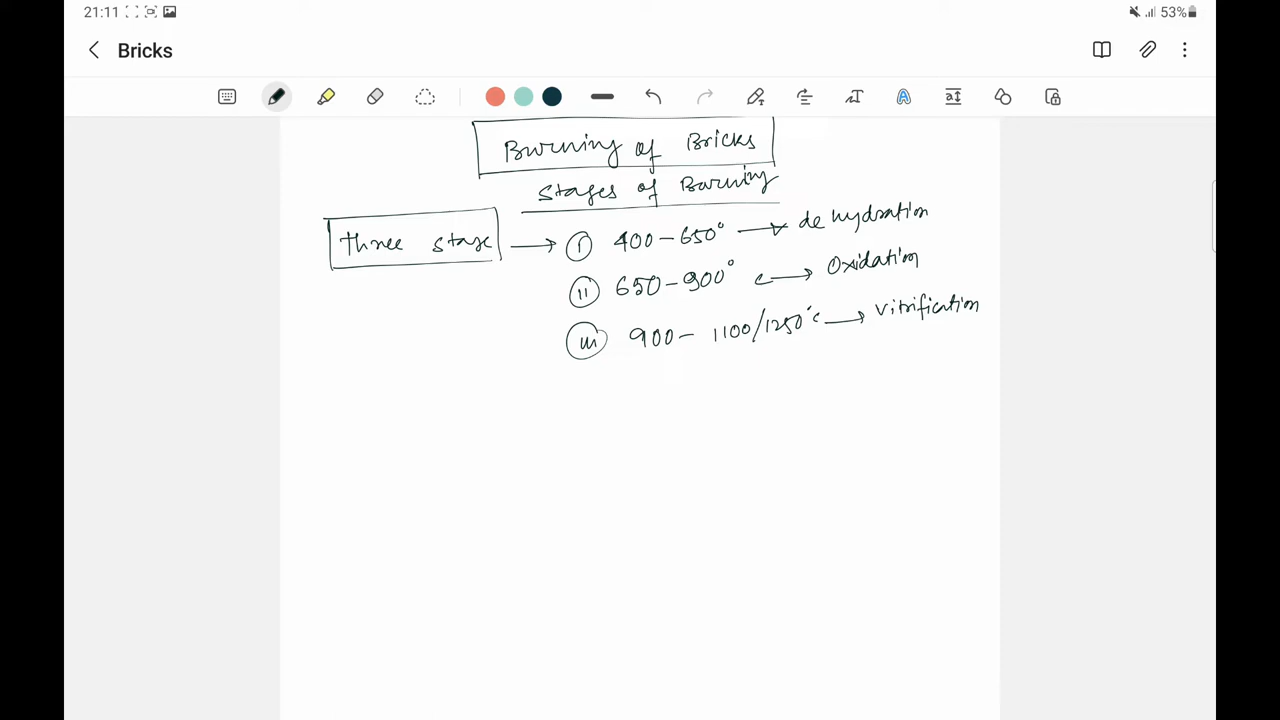 21:11 53%
Bricks
Burning of Bricks
Stages of Burning
Three stage → (i) 400-650° → de hydration
(ii) 650-900° c → Oxidation
(iii) 900- 1100/1250°c → vitrification